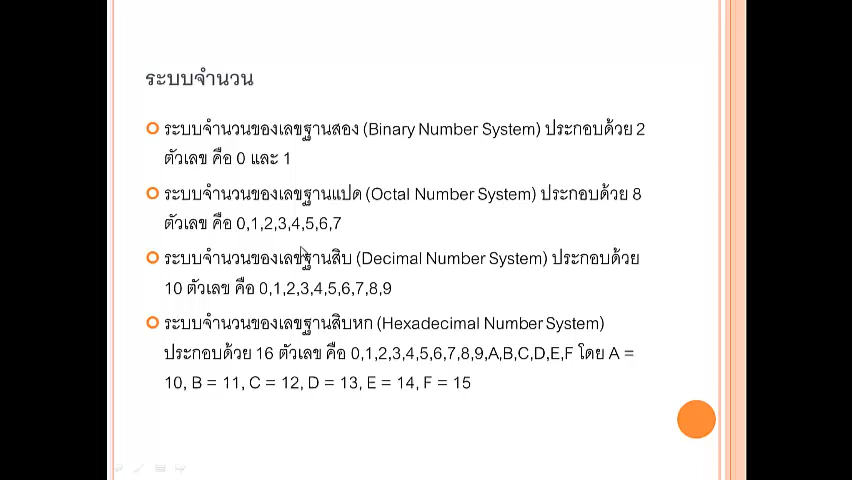 ระบบจำนวน
ระบบจำนวนของเลขฐานสอง (Binary Number System) ประกอบด้วย 2
ตัวเลข คือ 0 และ 1
ระบบจำนวนของเลขฐานแปด (Octal Number System) ประกอบด้วย 8
ตัวเลข คือ 0,1,2,3,4,5,6,7
ระบบจำนวนของเลขฐานสิบ (Decimal Number System) ประกอบด้วย
10 ตัวเลข คือ 0,1,2,3,4,5,6,7,8,9
ระบบจำนวนของเลขฐานสิบหก (Hexadecimal Number System)
ประกอบด้วย 16 ตัวเลข คือ 0,1,2,3,4,5,6,7,8,9,A,B,C,D,E,F โดย A =
10, B = 11, C = 12, D = 13, E = 14, F = 15